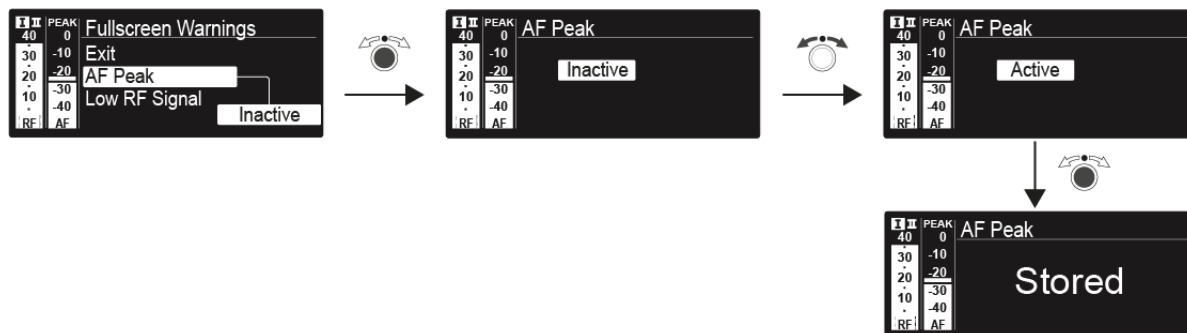 I II PEAK Fullscreen Warnings
40 0
30 -10 Exit
20 -20 AF Peak
10 -30 Low RF Signal
-40 Inactive
RF AF
I II PEAK AF Peak
40 0
30 -10
20 -20 Inactive
10 -30
-40
RF AF
I II PEAK AF Peak
40 0
30 -10
20 -20 Active
10 -30
-40
RF AF
I II PEAK AF Peak
40 0
30 -10
20 -20 Stored
10 -30
-40
RF AF